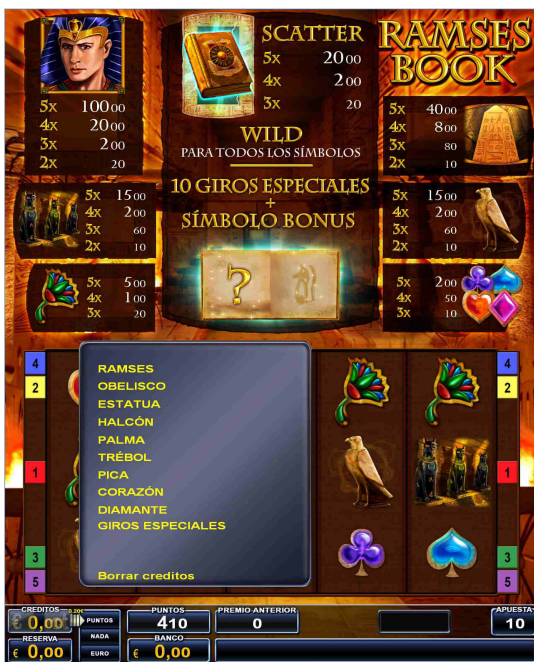 SCATTER
5x 2000
4x 200
3x 20
RAMSES
BOOK
5x 10000
4x 2000
3x 200
2x 20
WILD
PARA TODOS LOS SÍMBOLOS
5x 4000
4x 800
3x 80
2x 10
10 GIROS ESPECIALES
+
SÍMBOLO BONUS
5x 1500
4x 200
3x 60
2x 10
5x 1500
4x 200
3x 60
2x 10
5x 500
4x 100
3x 20
?
5x 200
4x 50
3x 10
4
2
1
3
5
RAMSES
OBELISCO
ESTATUA
HALCÓN
PALMA
TRÉBOL
PICA
CORAZÓN
DIAMANTE
GIROS ESPECIALES
Borrar creditos
4
2
1
3
5
CREDITOS
€ 0,00
0.20€
PUNTOS
NADA
EURO
PUNTOS
410
PREMIO ANTERIOR
0
APUESTA
10
RESERVA
€ 0,00
BANCO
€ 0,00